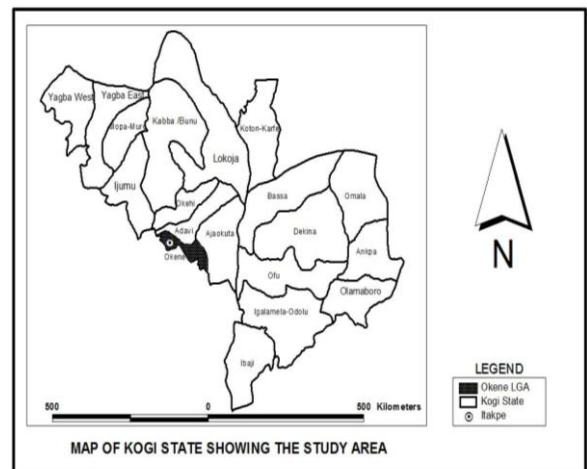 Yagba West
Yagba East
Mopa-Muro
Kabba /Bunu
Koton-Karfe
Lokoja
Ijumu
Okehi
Bassa
Omala
Adavi
Ajaokuta
Dekina
Okene
Ankpa
Ofu
Olamaboro
Igalamela-Odolu
Ibaji
N
LEGEND
Okene LGA
Kogi State
Itakpe
500 0 500 Kilometers
MAP OF KOGI STATE SHOWING THE STUDY AREA